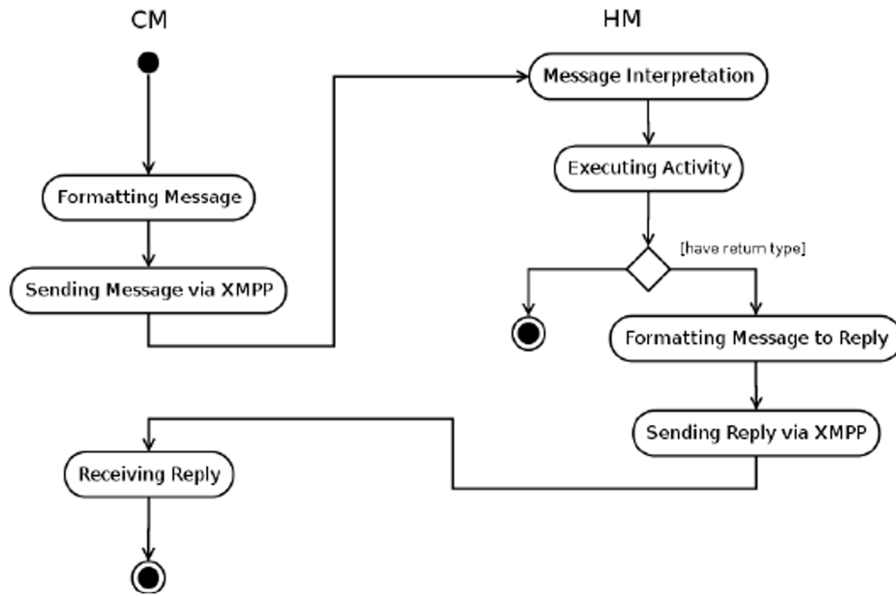 CM
HM
Message Interpretation
Executing Activity
[have return type]
Formatting Message
Sending Message via XMPP
Formatting Message to Reply
Sending Reply via XMPP
Receiving Reply